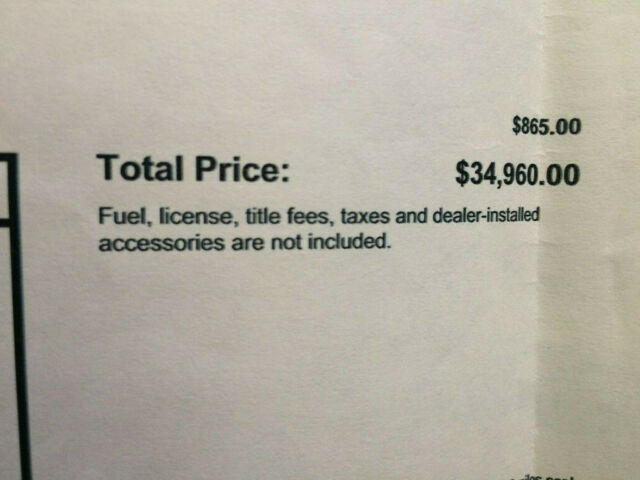 $865.00
Total Price: $34,960.00
Fuel, license, title fees, taxes and dealer-installed
accessories are not included.